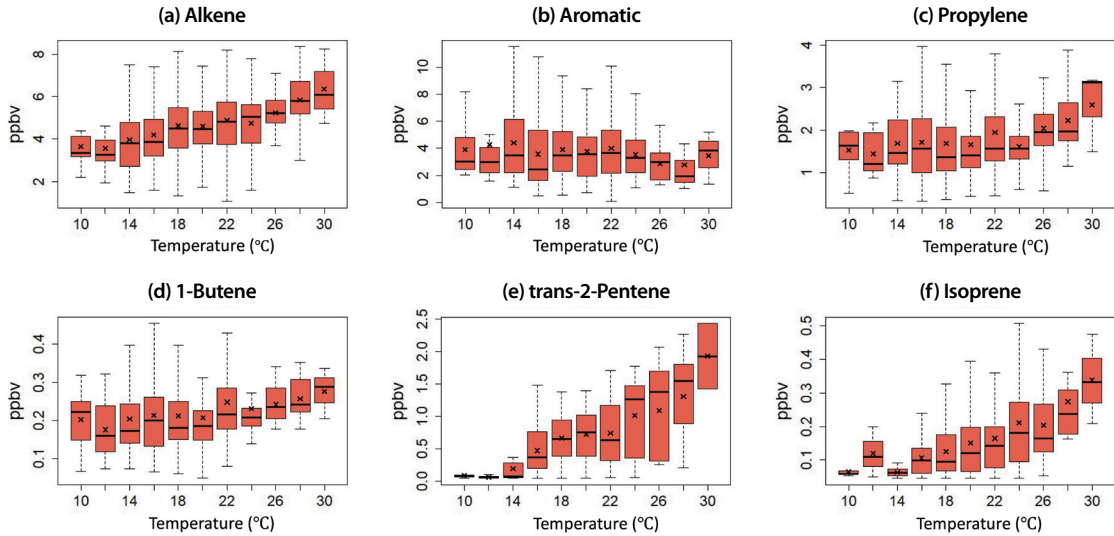 (a) Alkene
ppbv
8
6
4
2
10 14 18 22 26 30
Temperature (℃)
(b) Aromatic
ppbv
10
8
6
4
2
0
10 14 18 22 26 30
Temperature (℃)
(c) Propylene
ppbv
4
3
2
1
10 14 18 22 26 30
Temperature (℃)
(d) 1-Butene
ppbv
0.4
0.3
0.2
0.1
10 14 18 22 26 30
Temperature (℃)
(e) trans-2-Pentene
ppbv
2.5
2.0
1.5
1.0
0.5
0.0
10 14 18 22 26 30
Temperature (℃)
(f) Isoprene
ppbv
0.5
0.4
0.3
0.2
0.1
10 14 18 22 26 30
Temperature (℃)